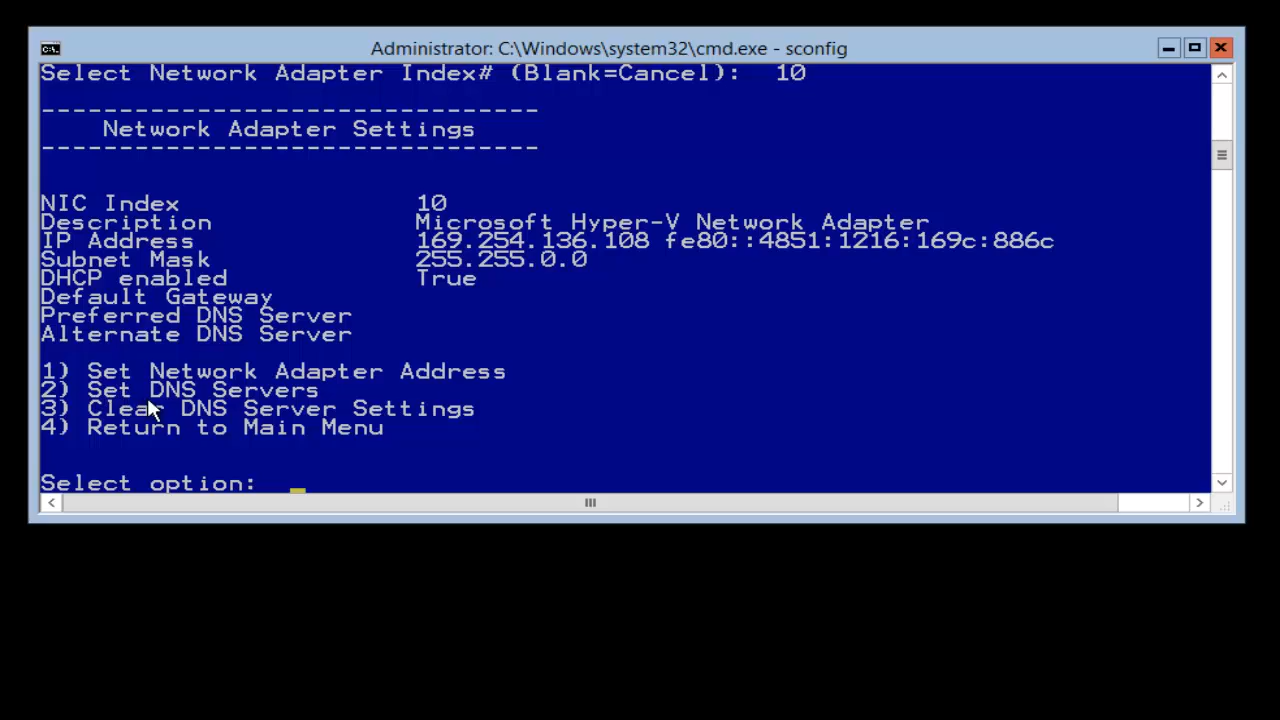 Administrator: C:\Windows\system32\cmd.exe - sconfig
Select Network Adapter Index# (Blank=Cancel):  10
--------------------------------
    Network Adapter Settings
--------------------------------
NIC Index               10
Description             Microsoft Hyper-V Network Adapter
IP Address              169.254.136.108 fe80::4851:1216:169c:886c
Subnet Mask             255.255.0.0
DHCP enabled            True
Default Gateway
Preferred DNS Server
Alternate DNS Server
1) Set Network Adapter Address
2) Set DNS Servers
3) Clear DNS Server Settings
4) Return to Main Menu
Select option:  _